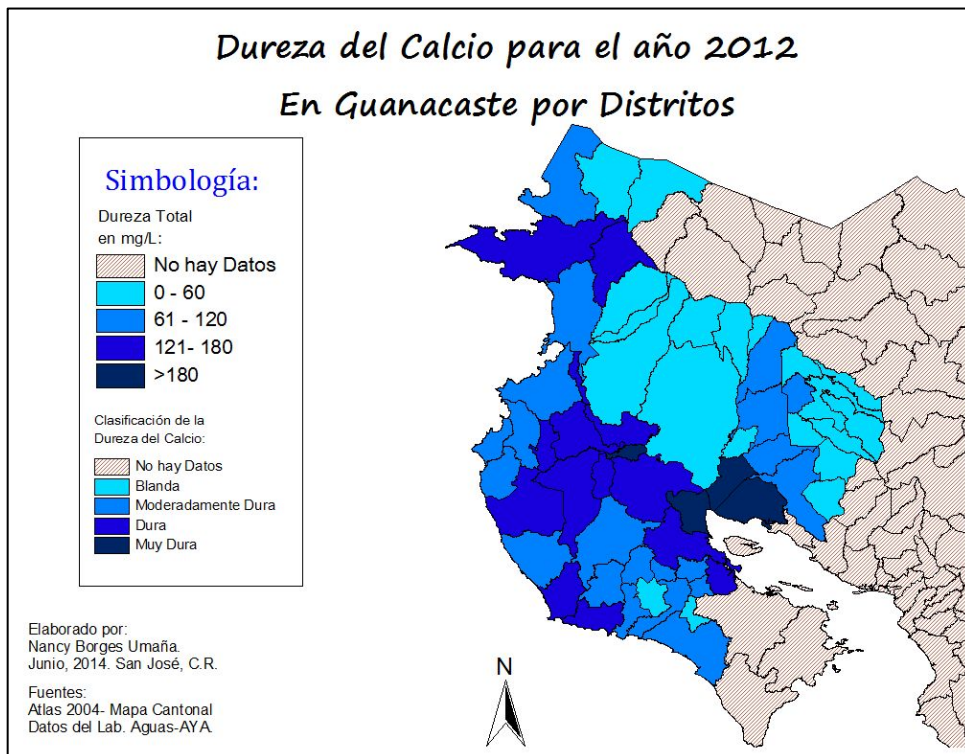 Dureza del Calcio para el año 2012
En Guanacaste por Distritos
Simbología:
Dureza Total
en mg/L:
No hay Datos
0 - 60
61 - 120
121- 180
>180
Clasificación de la
Dureza del Calcio:
No hay Datos
Blanda
Moderadamente Dura
Dura
Muy Dura
Elaborado por:
Nancy Borges Umaña.
Junio, 2014. San José, C.R.
Fuentes:
Atlas 2004- Mapa Cantonal
Datos del Lab. Aguas-AYA.
N